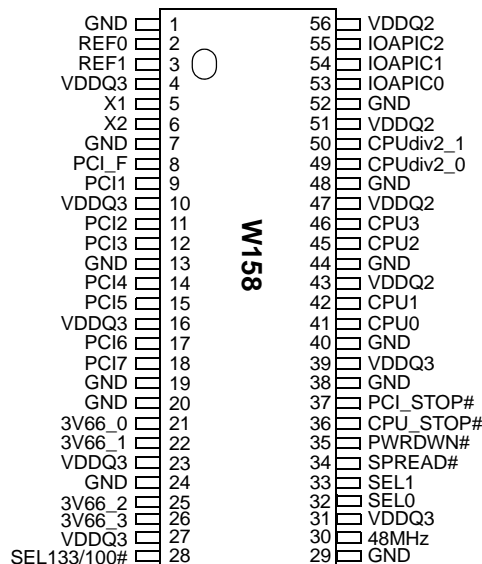 GND 1 56 VDDQ2
REF0 2 55 IOAPIC2
REF1 3 54 IOAPIC1
VDDQ3 4 53 IOAPIC0
X1 5 52 GND
X2 6 51 VDDQ2
GND 7 50 CPUdiv2_1
PCI_F 8 49 CPUdiv2_0
PCI1 9 48 GND
VDDQ3 10 47 VDDQ2
PCI2 11 46 CPU3
PCI3 12 45 CPU2
GND 13 44 GND
PCI4 14 43 VDDQ2
PCI5 15 42 CPU1
VDDQ3 16 41 CPU0
PCI6 17 40 GND
PCI7 18 39 VDDQ3
GND 19 38 GND
GND 20 37 PCI_STOP#
3V66_0 21 36 CPU_STOP#
3V66_1 22 35 PWRDWN#
VDDQ3 23 34 SPREAD#
GND 24 33 SEL1
3V66_2 25 32 SEL0
3V66_3 26 31 VDDQ3
VDDQ3 27 30 48MHz
SEL133/100# 28 29 GND
W158